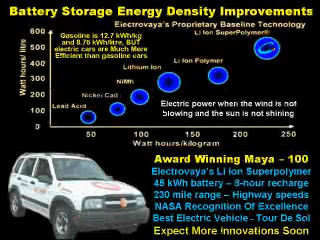 Battery Storage Energy Density Improvements
Electrovaya's Proprietary Baseline Technology
Li Ion SuperPolymer®
Gasoline is 12.7 kWh/kg
and 8.76 kWh/litre, BUT
electric cars are Much More
Efficient than gasoline cars
600
500
400
300
200
100
0
Watt hours/ litre
Li Ion Polymer
Lithium Ion
NiMh
Nickel Cad
Lead Acid
Electric power when the wind is not
blowing and the sun is not shining
50
100
150
200
250
Watt hours/kilogram
Award Winning Maya – 100
Electrovaya's Li ion Superpolymer
45 kWh battery – 8-hour recharge
230 mile range – Highway speeds
NASA Recognition Of Excellence
Best Electric Vehicle - Tour De Sol
Expect More Innovations Soon